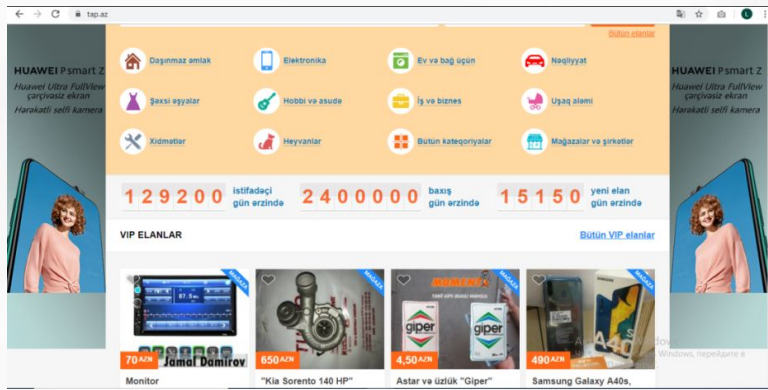 tap.az
Bütün elanlar
HUAWEI P smart Z
Huawei Ultra FullView
çərçivəsiz ekran
Hərəkətli selfi kamera
Daşınmaz əmlak
Elektronika
Ev və bağ üçün
Nəqliyyat
Şəxsi əşyalar
Hobbi və asudə
İş və biznes
Uşaq aləmi
Xidmətlər
Heyvanlar
Bütün kateqoriyalar
Mağazalar və şirkətlər
HUAWEI P smart Z
Huawei Ultra FullView
çərçivəsiz ekran
Hərəkətli selfi kamera
129200 istifadəçi
gün ərzində
2400000 baxış
gün ərzində
15150 yeni elan
gün ərzində
VIP ELANLAR
Bütün VIP elanlar
MAĞAZA
87.5
70 AZN
Jamal Damirov
Monitor
MAĞAZA
650 AZN
"Kia Sorento 140 HP"
MAĞAZA
MOMENT
giper
giper
4,50 AZN
Astar və üzlük "Giper"
MAĞAZA
A40s
490 AZN
Samsung Galaxy A40s,
Windows, перейдите в